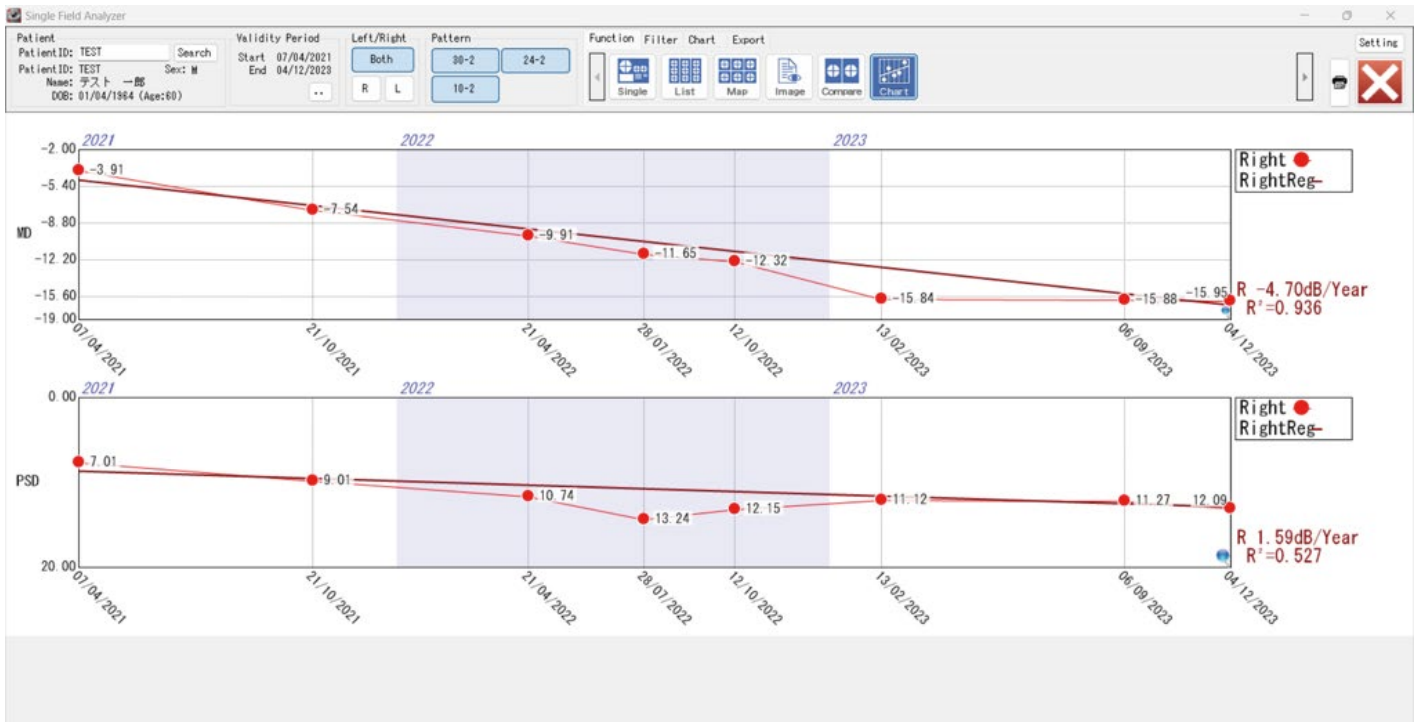 Single Field Analyzer
Patient
PatientID: TEST Search
PatientID: TEST Sex: M
Name: テスト 一郎
DOB: 01/04/1964 (Age:60)
Validity Period
Start 07/04/2021
End 04/12/2023
..
Left/Right
Both
R L
Pattern
30-2 24-2
10-2
Function Filter Chart Export
Single List Map Image Compare Chart
Setting
2021 2022 2023
MD
-2.00
-5.40
-8.80
-12.20
-15.60
-19.00
-3.91
-7.54
-9.91
-11.65
-12.32
-15.84
-15.88
-15.95
Right
RightReg
R -4.70dB/Year
R²=0.936
07/04/2021
21/10/2021
21/04/2022
28/07/2022
12/10/2022
13/02/2023
06/09/2023
04/12/2023
2021 2022 2023
PSD
0.00
20.00
7.01
9.01
10.74
13.24
12.15
11.12
11.27
12.09
Right
RightReg
R 1.59dB/Year
R²=0.527
07/04/2021
21/10/2021
21/04/2022
28/07/2022
12/10/2022
13/02/2023
06/09/2023
04/12/2023